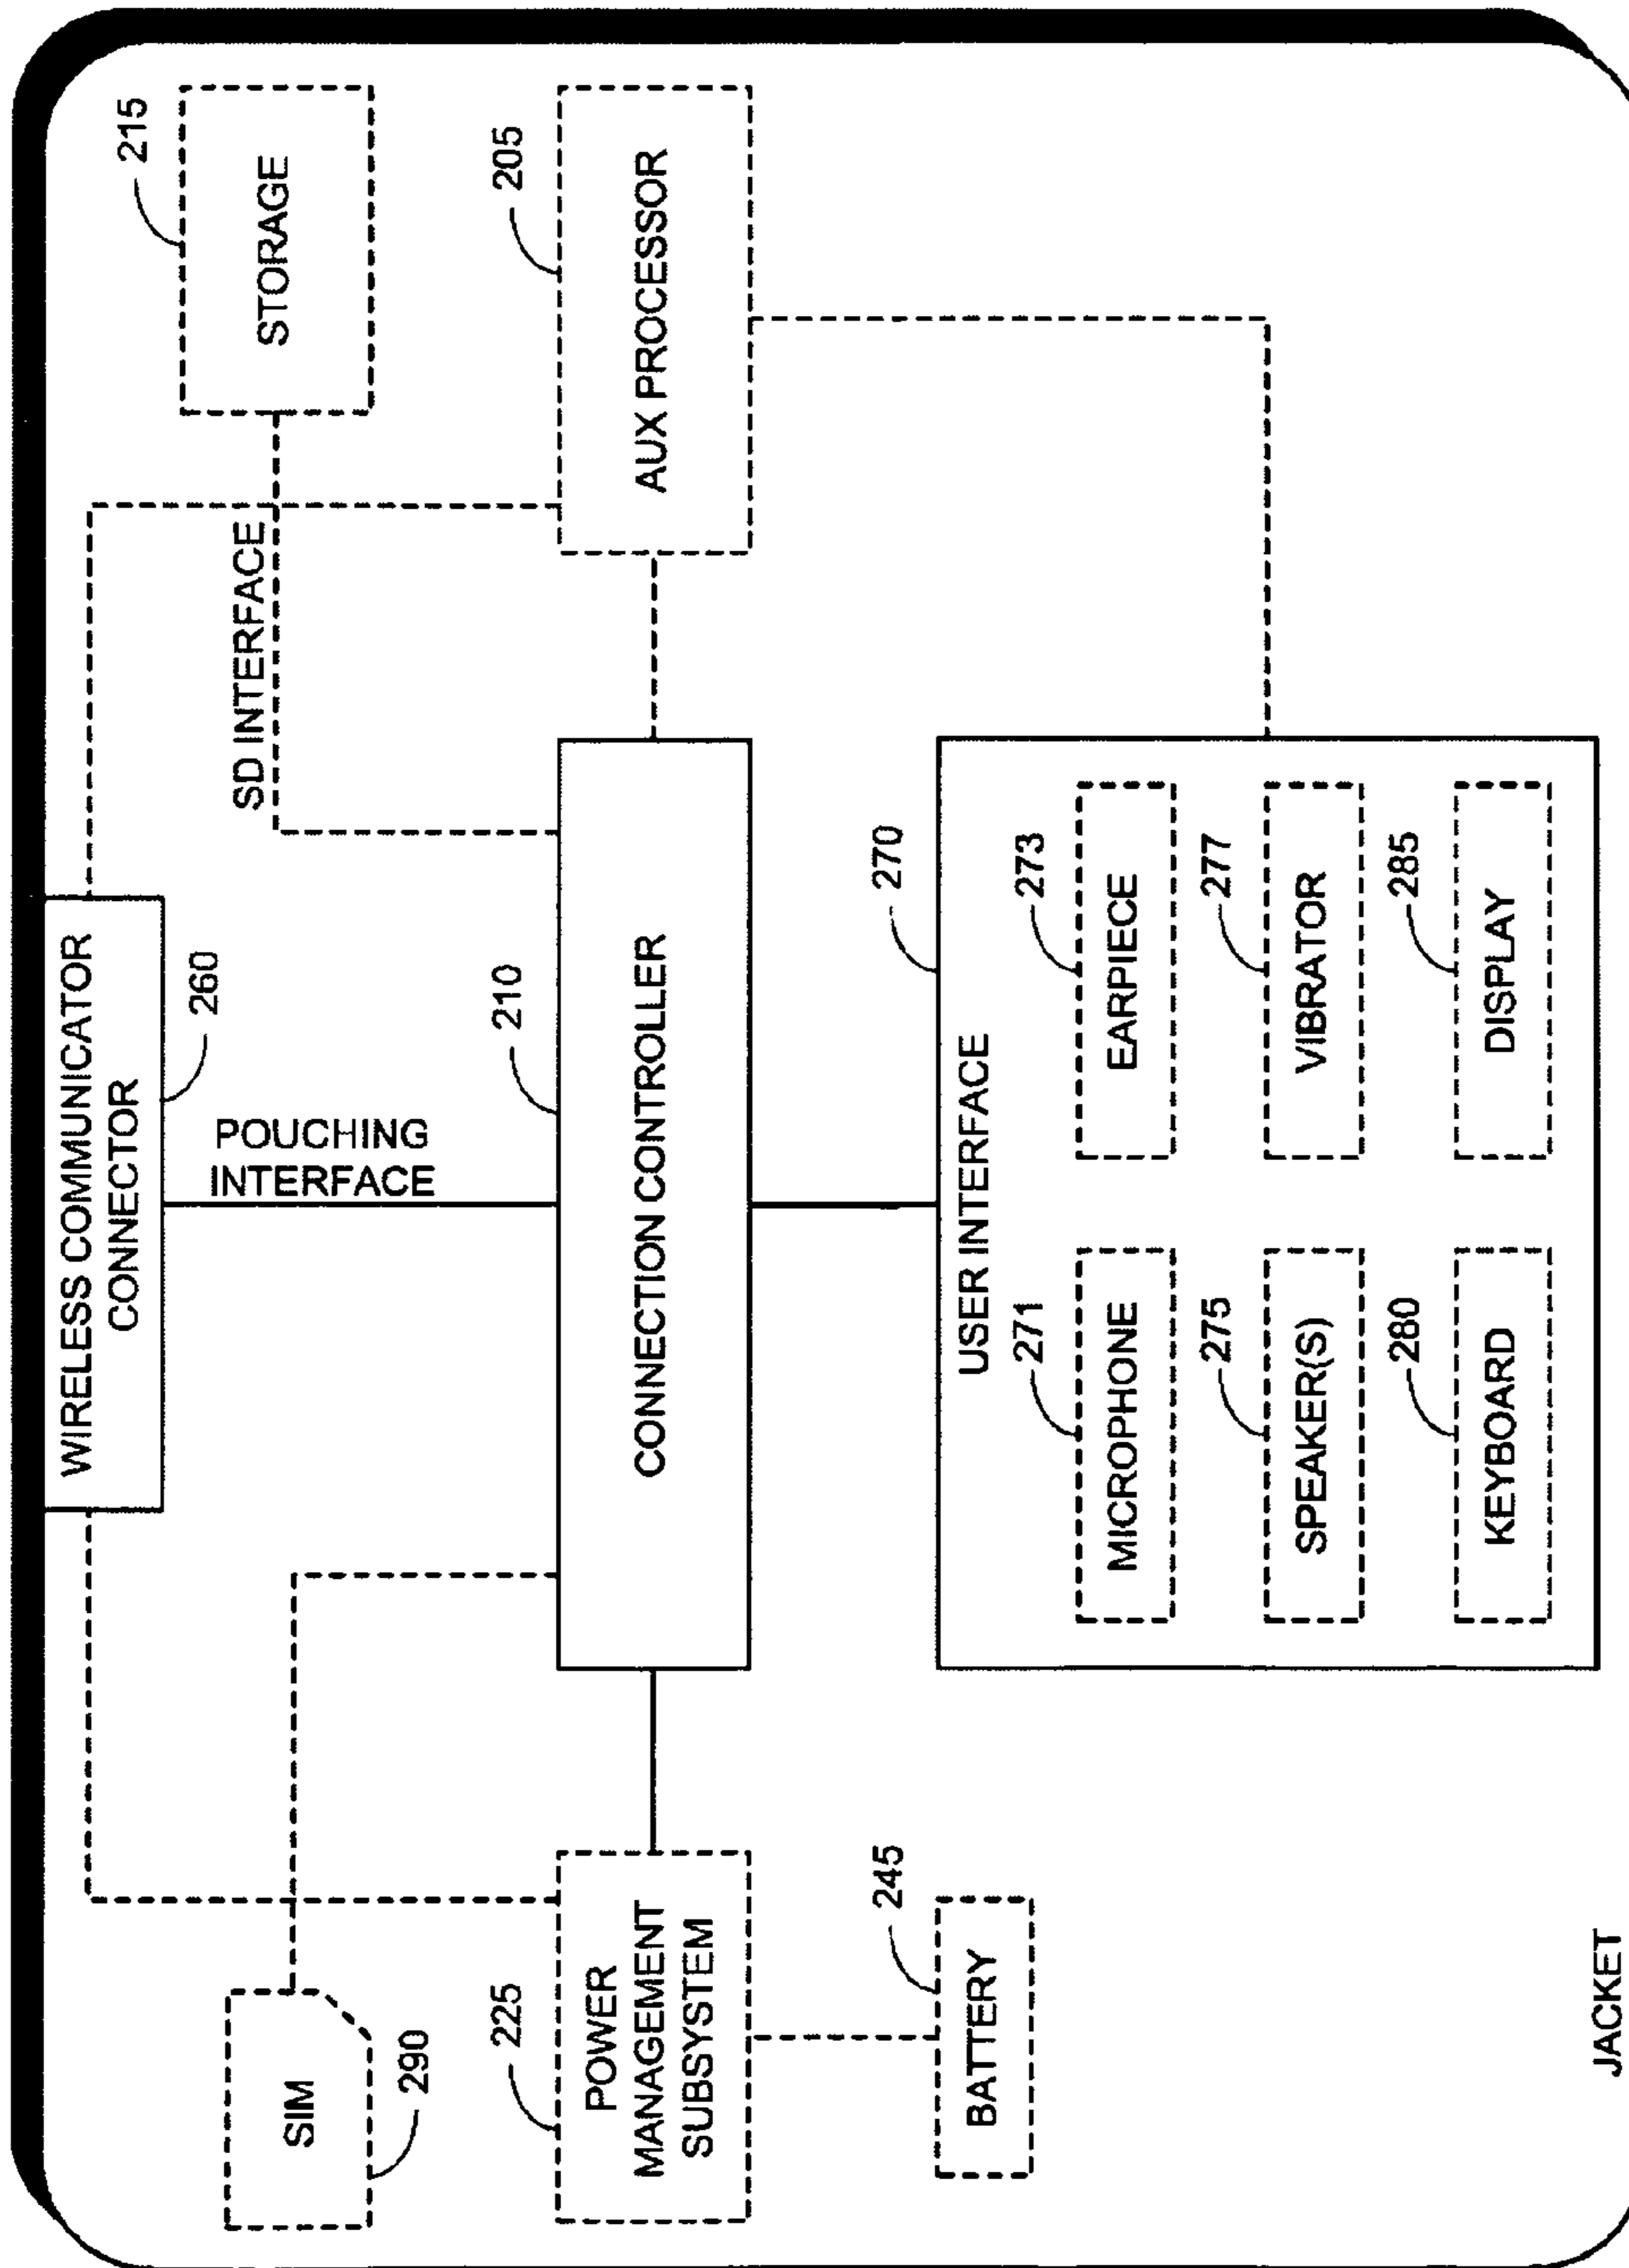 WIRELESS COMMUNICATOR
CONNECTOR
260
215
STORAGE
SIM
290
POUCHING
INTERFACE
SD INTERFACE
225
POWER
MANAGEMENT
SUBSYSTEM
210
CONNECTION CONTROLLER
205
AUX PROCESSOR
245
BATTERY
270
USER INTERFACE
271
MICROPHONE
273
EARPIECE
275
SPEAKER(S)
277
VIBRATOR
280
KEYBOARD
285
DISPLAY
JACKET